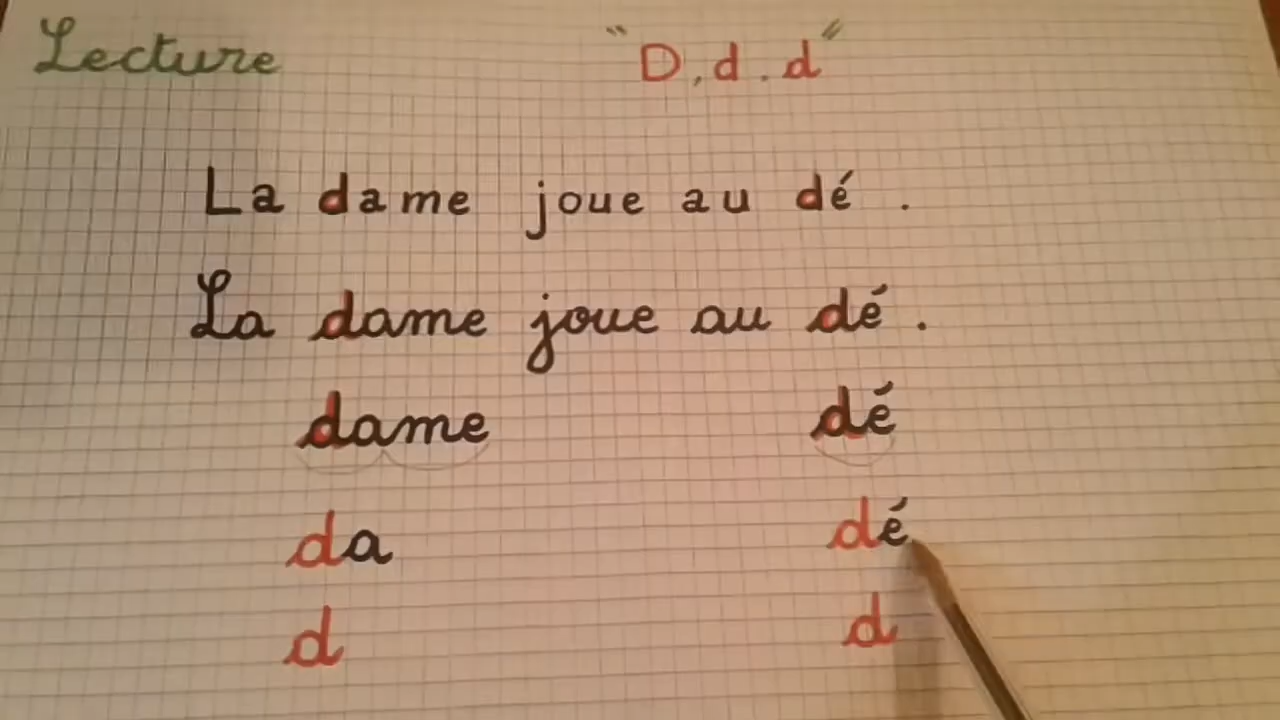 Lecture "D, d . d"
La dame joue au dé .
La dame joue au dé .
dame dé
da dé
d d